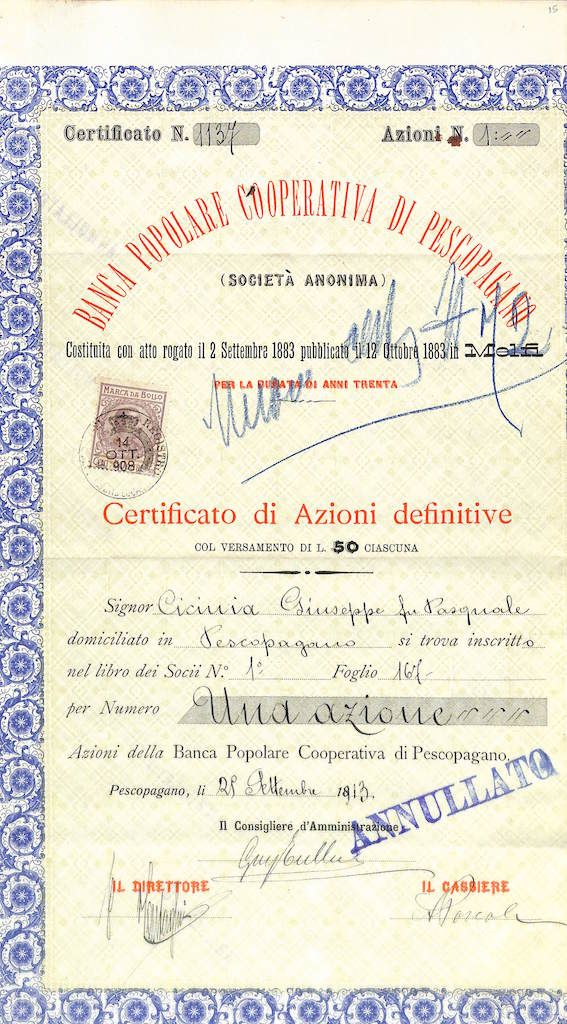 15
Certificato N. 1137 Azioni N. 1:""
BANCA POPOLARE COOPERATIVA DI PESCOPAGANO
(SOCIETÀ ANONIMA)
Costituita con atto rogato il 2 Settembre 1883 pubblicato il 12 Ottobre 1883 in Melfi
PER LA DURATA DI ANNI TRENTA
MARCA DA BOLLO
14
OTT.
908
Certificato di Azioni definitive
COL VERSAMENTO DI L. 50 CIASCUNA
Signor Cicinia Giuseppe fu Pasquale
domiciliato in Pescopagano si trova inscritto
nel libro dei Socii N.º 1º Foglio 167
per Numero Una azione """
Azioni della Banca Popolare Cooperativa di Pescopagano.
Pescopagano, li Settembre 1913.
ANNULLATO
Il Consigliere d'Amministrazione
IL DIRETTORE IL CASSIERE